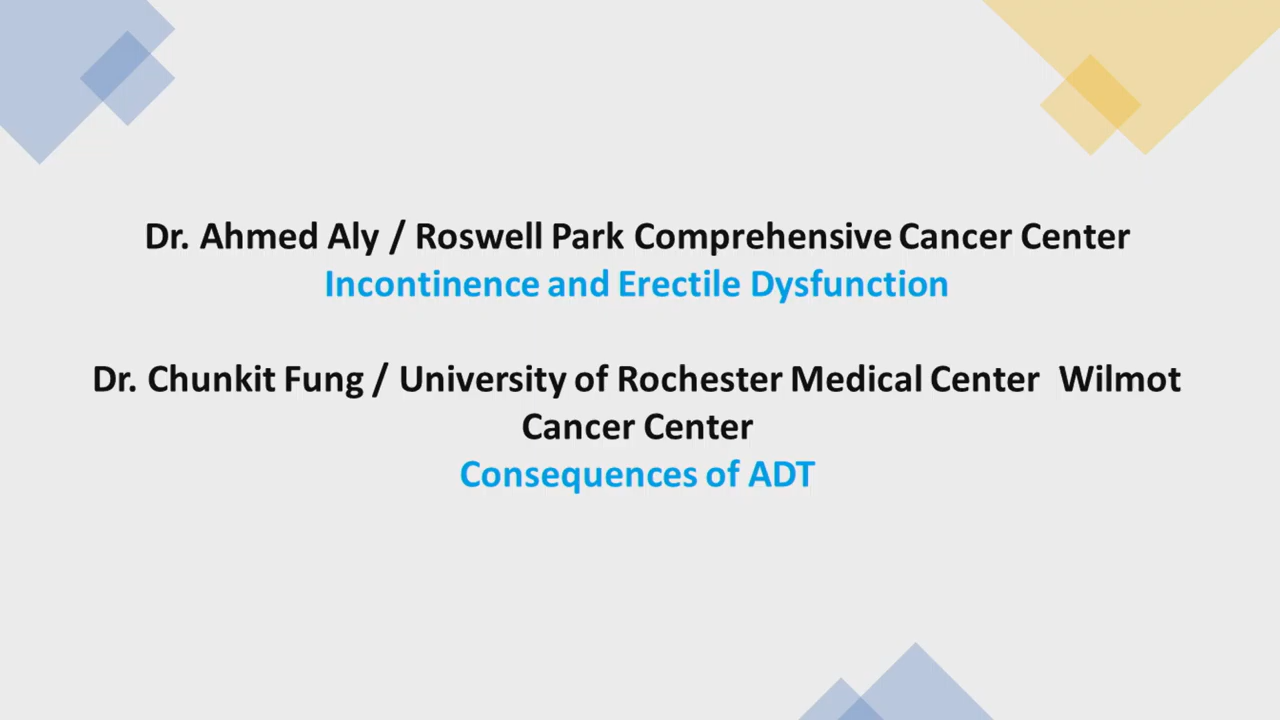 Dr. Ahmed Aly / Roswell Park Comprehensive Cancer Center
Incontinence and Erectile Dysfunction
Dr. Chunkit Fung / University of Rochester Medical Center  Wilmot
Cancer Center
Consequences of ADT